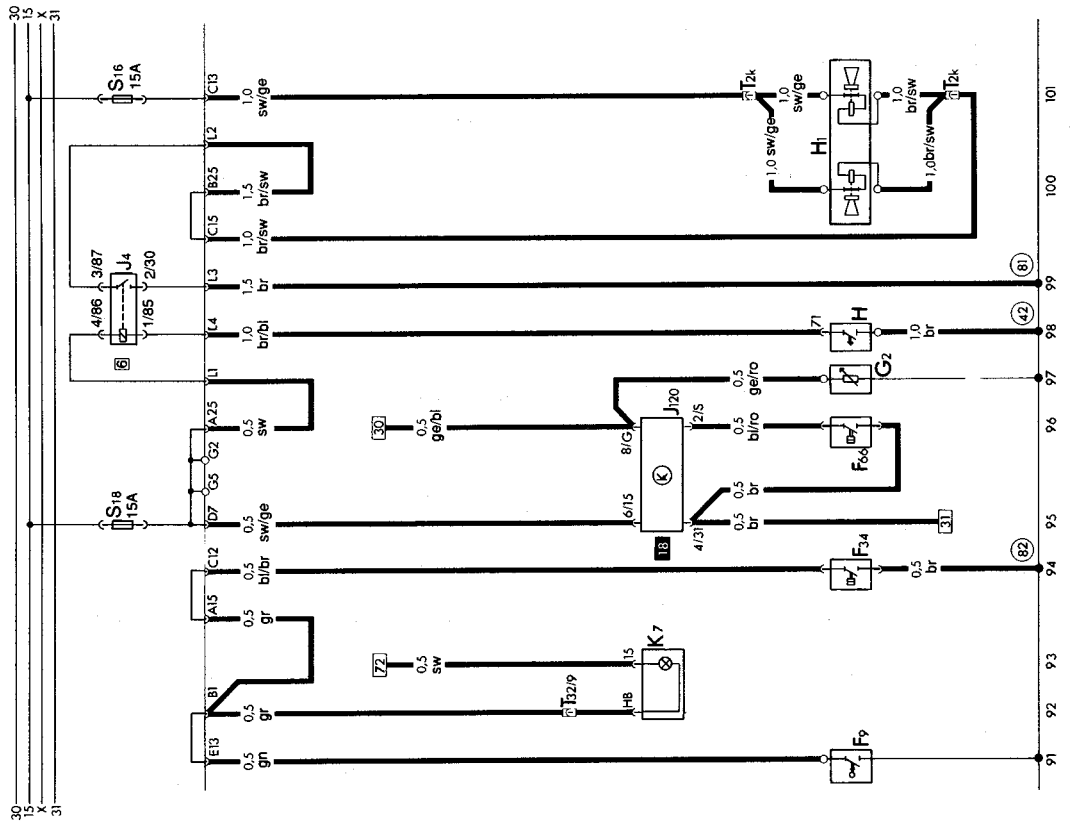 30 30
15 15
X X
31 31
S18
15A
S16
15A
6
4/86 3/87
J4
1/85 2/30
E13 B1 A15 C12 D7 G5 G2 A25 L1 L4 L3 C15 B25 L2 C13
0,5 0,5 0,5 0,5 0,5 0,5 1,0 1,5 1,0 1,5 1,0
gn gr gr bl/br sw/ge sw br/bl br br/sw br/sw sw/ge
72
0,5
sw
30
0,5
ge/bl
T32/9
HB 15
K7
6/15 8/G
18
K
J120
4/31 2/S
0,5
br
0,5
br
0,5
bl/ro
0,5
ge/ro
T2k
1,0 sw/ge
1,0
sw/ge
71
H1
F9
F34
F66
G2
H
0,5
br
1,0
br
1,0br/sw
1,0
br/sw
T2k
31
82
42
81
91 92 93 94 95 96 97 98 99 100 101